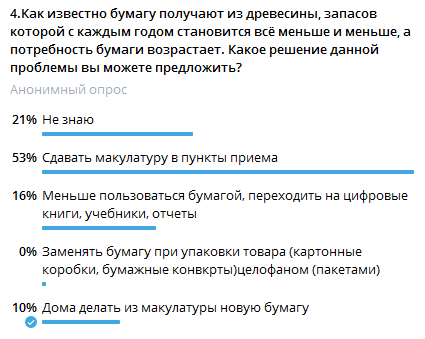 4.Как известно бумагу получают из древесины, запасов
которой с каждым годом становится всё меньше и меньше, а
потребность бумаги возрастает. Какое решение данной
проблемы вы можете предложить?
Анонимный опрос
21% Не знаю
53% Сдавать макулатуру в пункты приема
16% Меньше пользоваться бумагой, переходить на цифровые
книги, учебники, отчеты
0% Заменять бумагу при упаковки товара (картонные
коробки, бумажные конвкрты)целофаном (пакетами)
10% Дома делать из макулатуры новую бумагу